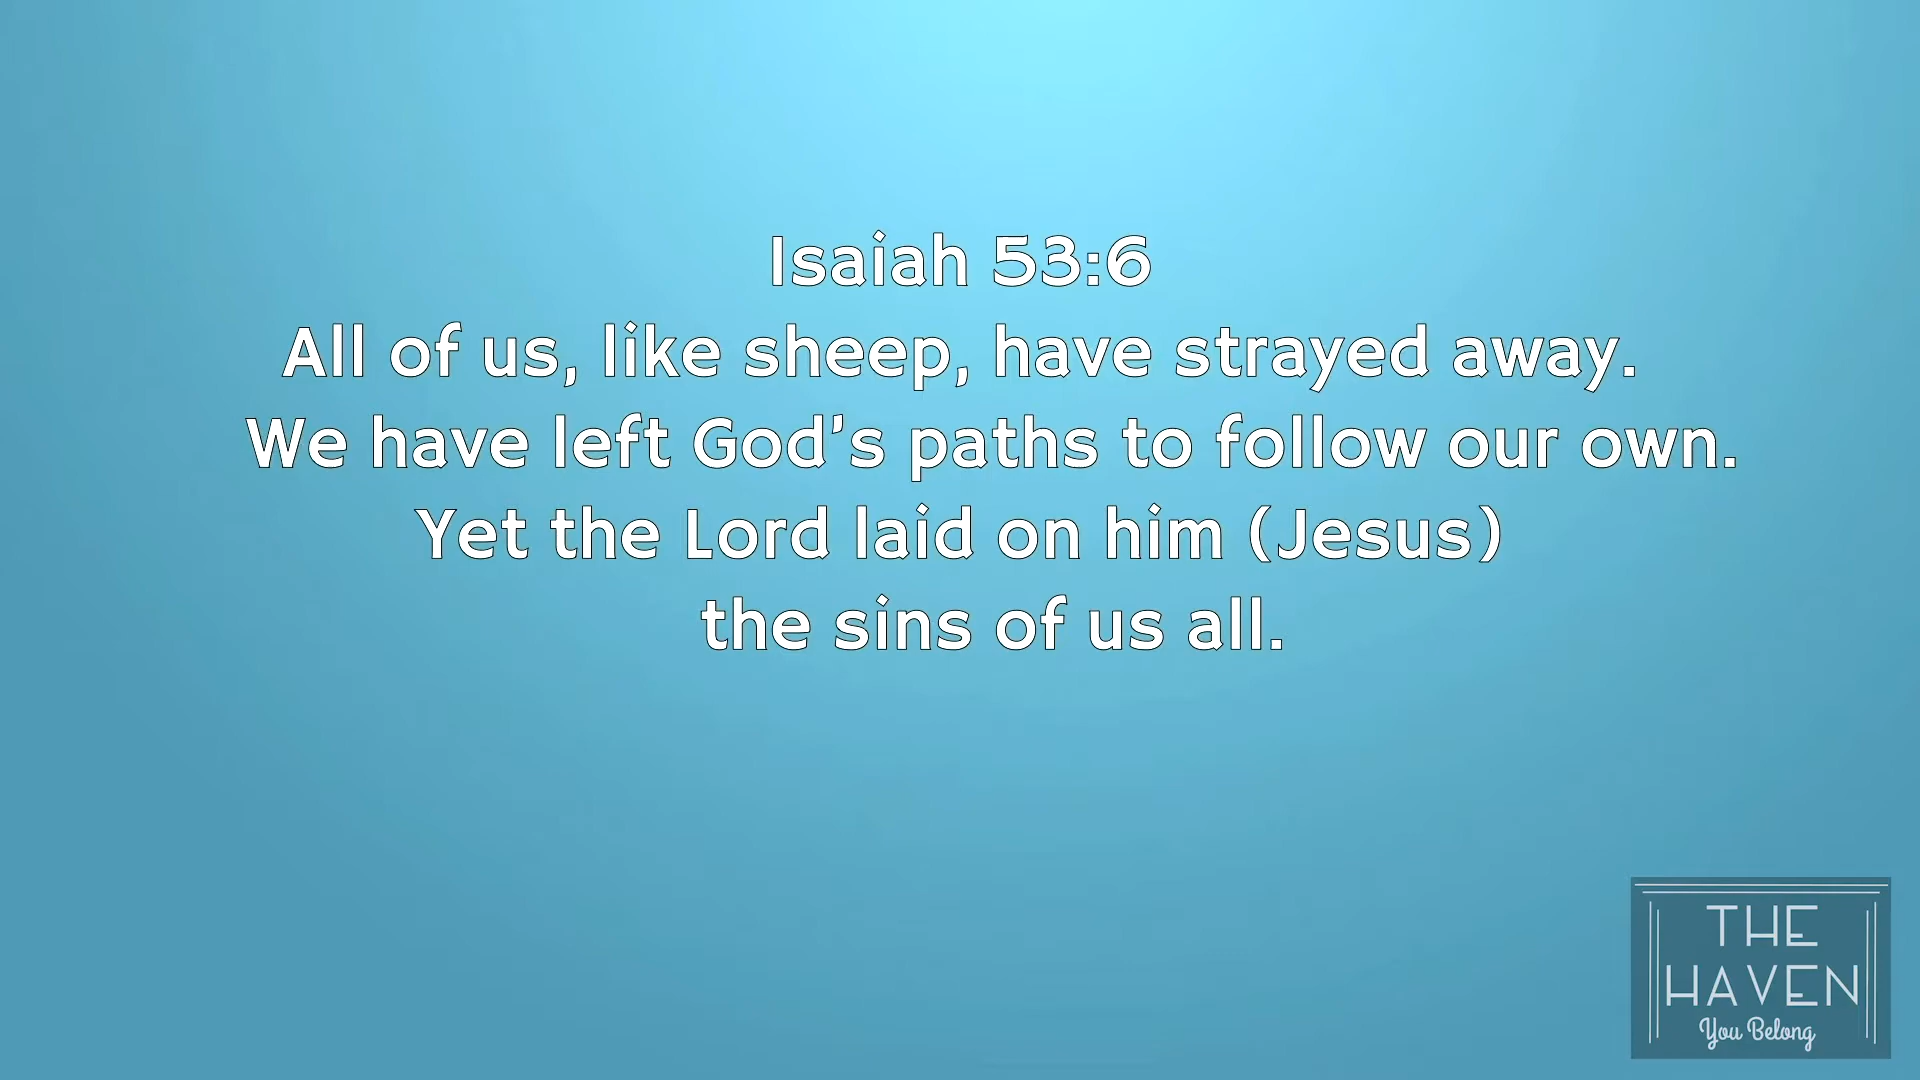 Isaiah 53:6
All of us, like sheep, have strayed away.
We have left God's paths to follow our own.
Yet the Lord laid on him (Jesus)
the sins of us all.
THE
HAVEN
You Belong